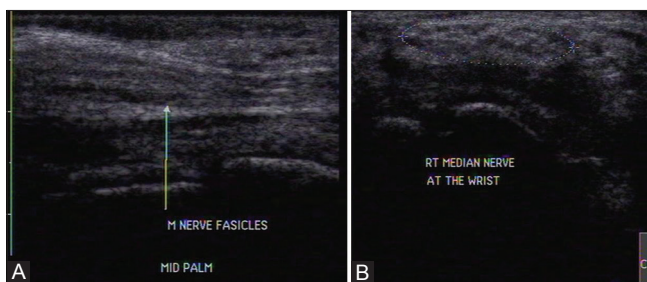 M NERVE FASICLES
MID PALM
A
RT MEDIAN NERVE
AT THE WRIST
B
C